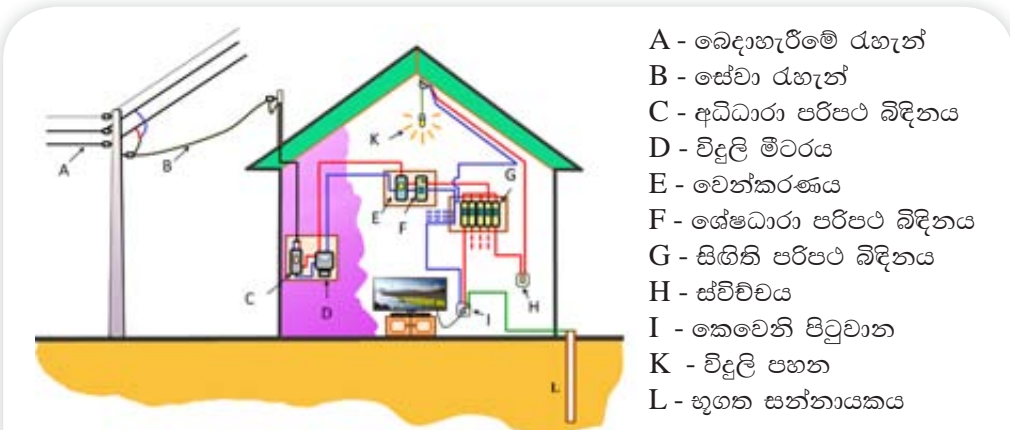 A - බෙදාහැරීමේ රැහැන්
B - සේවා රැහැන්
C - අධිධාරා පරිපථ බිඳිනය
D - විදුලි මීටරය
E - වෙන්කරණය
F - ශේෂධාරා පරිපථ බිඳිනය
G - සිඟිති පරිපථ බිඳිනය
H - ස්විච්චය
I - කෙවෙනි පිටුවාන
K - විදුලි පහන
L - භූගත සන්නායකය
A
B
K
G
E
F
C
D
I
H
L